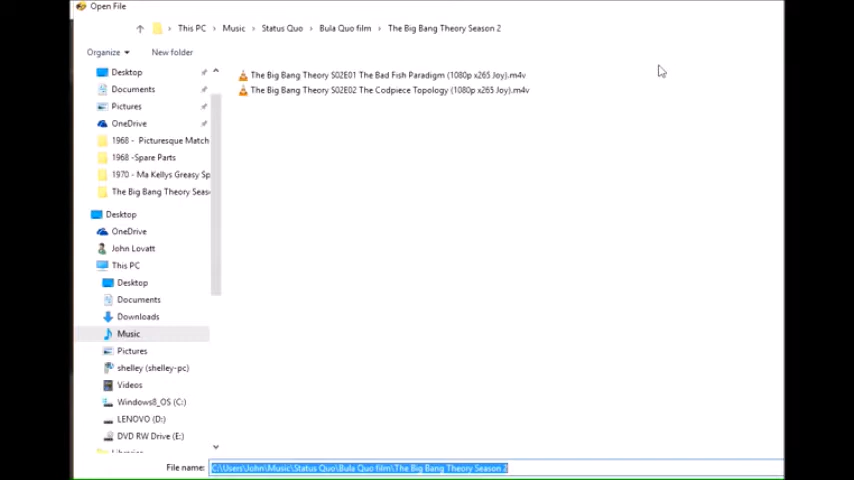 Open File
This PC > Music > Status Quo > Bula Quo film > The Big Bang Theory Season 2
Organize New folder
Desktop
Documents
Pictures
OneDrive
1968 - Picturesque Match
1968 -Spare Parts
1970 - Ma Kellys Greasy Sp
The Big Bang Theory Seas
Desktop
OneDrive
John Lovatt
This PC
Desktop
Documents
Downloads
Music
Pictures
shelley (shelley-pc)
Videos
Windows8_OS (C:)
LENOVO (D:)
DVD RW Drive (E:)
Libraries
The Big Bang Theory S02E01 The Bad Fish Paradigm (1080p x265 Joy).m4v
The Big Bang Theory S02E02 The Codpiece Topology (1080p x265 Joy).m4v
File name: C:\Users\John\Music\Status Quo\Bula Quo film\The Big Bang Theory Season 2